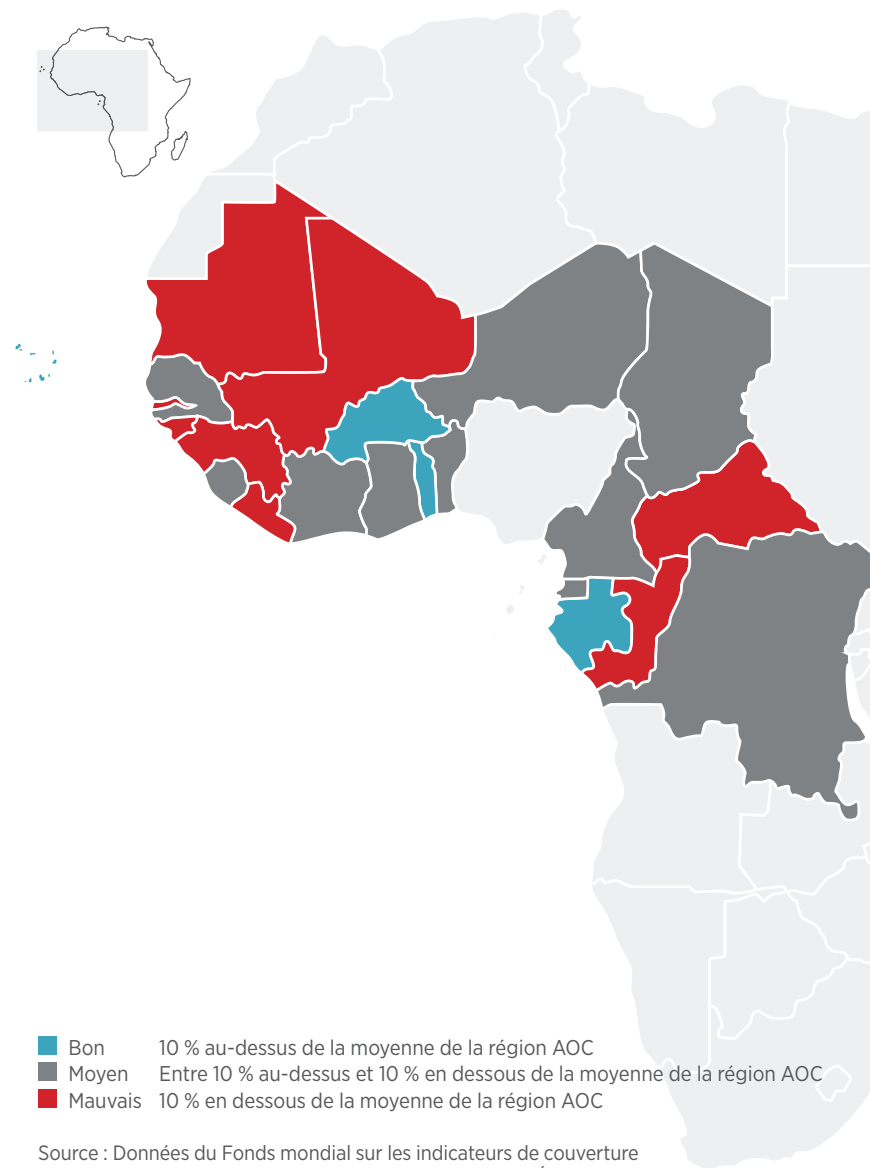 Bon 10 % au-dessus de la moyenne de la région AOC
Moyen Entre 10 % au-dessus et 10 % en dessous de la moyenne de la région AOC
Mauvais 10 % en dessous de la moyenne de la région AOC
Source : Données du Fonds mondial sur les indicateurs de couverture